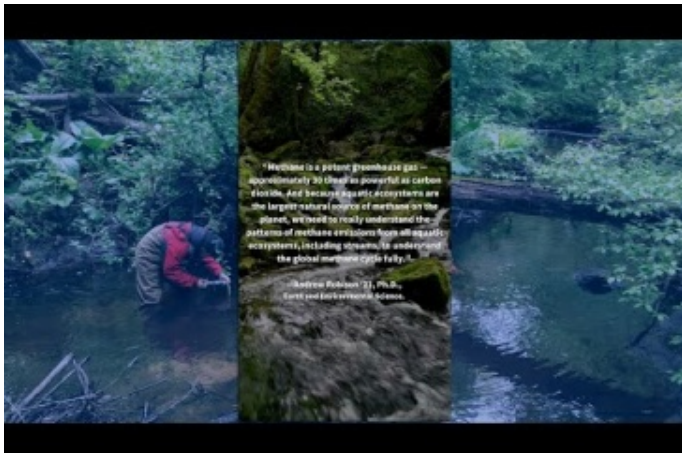 "Methane is a potent greenhouse gas —
approximately 30 times as powerful as carbon
dioxide. And because aquatic ecosystems are
the largest natural source of methane on the
planet, we need to really understand the
patterns of methane emissions from all aquatic
ecosystems, including streams, to understand
the global methane cycle fully."
- Andrew Robison '21, Ph.D.,
Earth and Environmental Science.